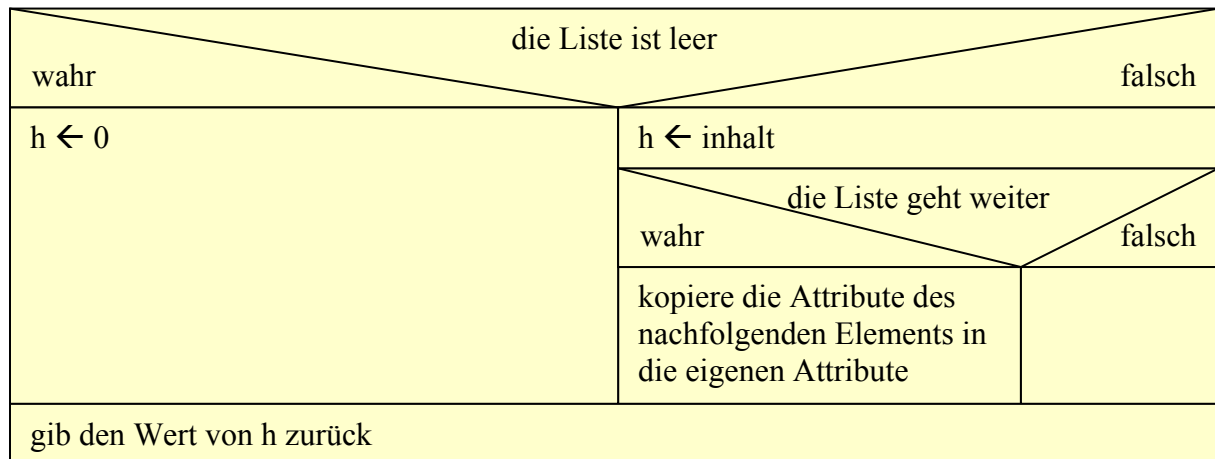 die Liste ist leer
wahr
falsch
h ← 0
h ← inhalt
die Liste geht weiter
wahr
falsch
kopiere die Attribute des
nachfolgenden Elements in
die eigenen Attribute
gib den Wert von h zurück